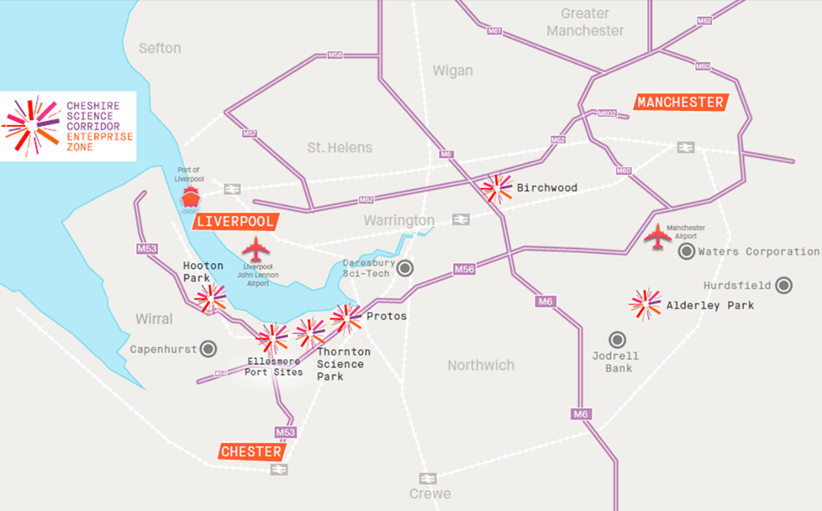 Greater
Manchester
M61
M62
Sefton
M58
Wigan
M60
CHESHIRE
SCIENCE
CORRIDOR
ENTERPRISE
ZONE
MANCHESTER
M602
M57
M62
St. Helens
M6
M60
Port of
Liverpool
Birchwood
M62
LIVERPOOL
Warrington
Manchester
Airport
M53
Waters Corporation
Liverpool
John Lennon
Airport
Daresbury
Sci-Tech
M56
Hooton
Park
Hurdsfield
M6
Alderley Park
Protos
Wirral
Capenhurst
Ellesmere
Port Sites
Thornton
Science
Park
Jodrell
Bank
Northwich
M6
M53
CHESTER
Crewe